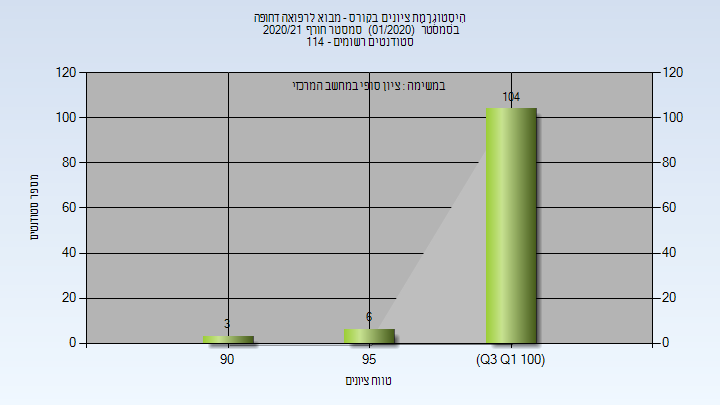 היסטוגרמת ציונים בקורס - מבוא לרפואה דחופה
בסמסטר (01/2020) סמסטר חורף 2020/21
סטודנטים רשומים - 114
במשימה : ציון סופי במחשב המרכזי
120 120
104
100 100
80 80
60 60
40 40
20 20
3 6
0 0
90 95 (Q3 Q1 100)
מספר סטודנטים
טווח ציונים